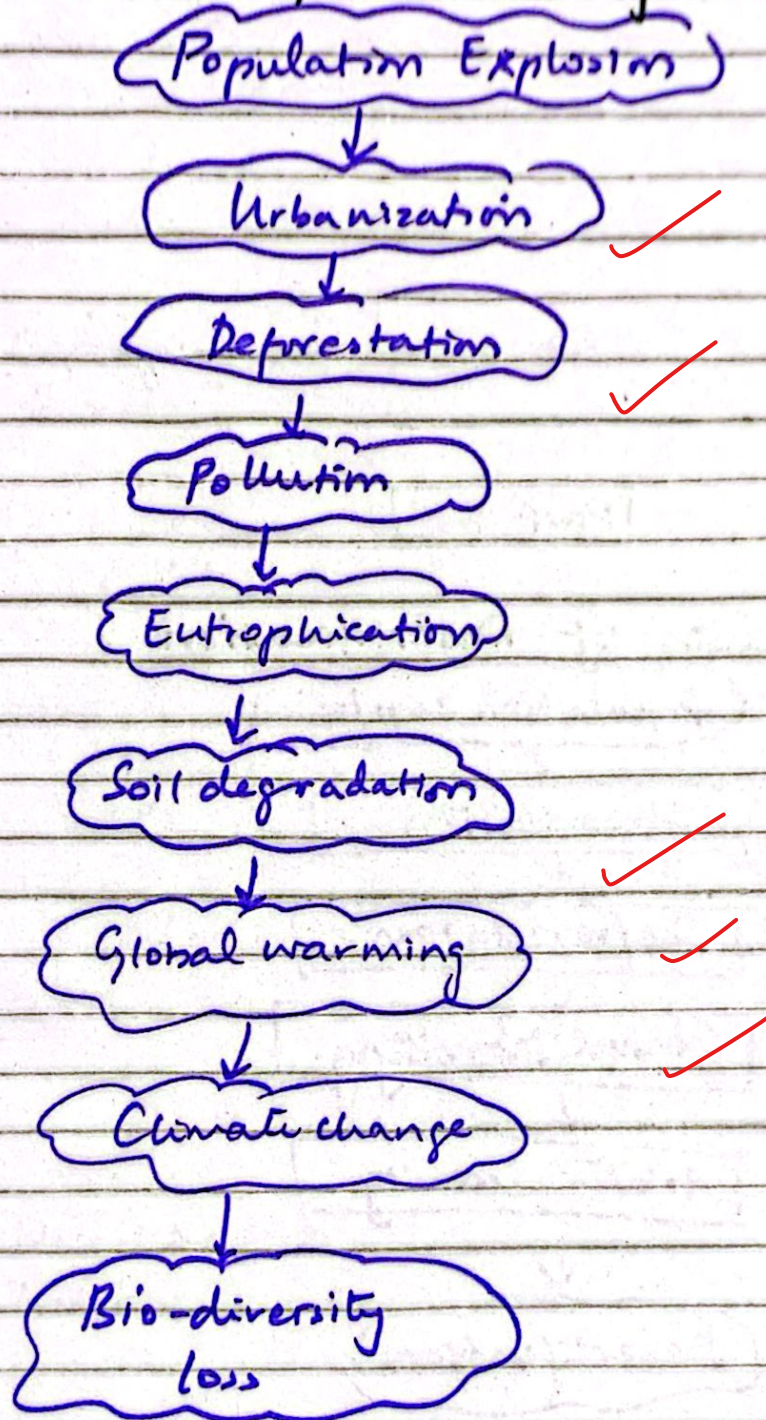 Population Explosion
Urbanization
Deforestation
Pollution
Eutrophication
Soil degradation
Global warming
Climate change
Bio-diversity
loss